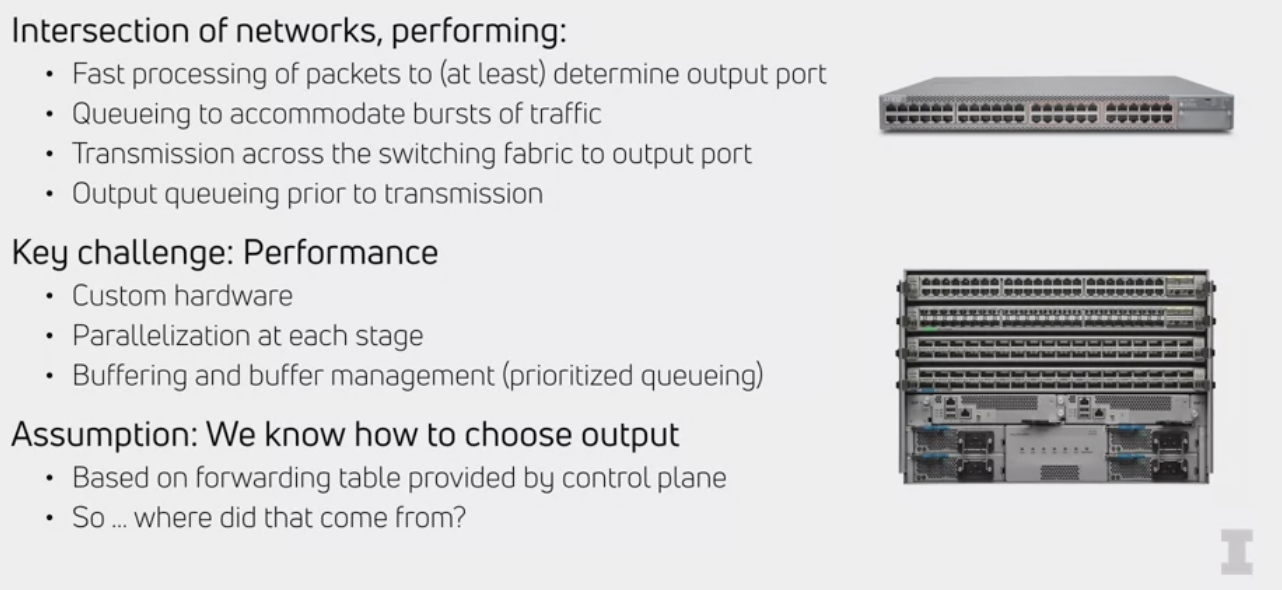 Intersection of networks, performing:
• Fast processing of packets to (at least) determine output port
• Queueing to accommodate bursts of traffic
• Transmission across the switching fabric to output port
• Output queueing prior to transmission
Key challenge: Performance
• Custom hardware
• Parallelization at each stage
• Buffering and buffer management (prioritized queueing)
Assumption: We know how to choose output
• Based on forwarding table provided by control plane
• So ... where did that come from?
I